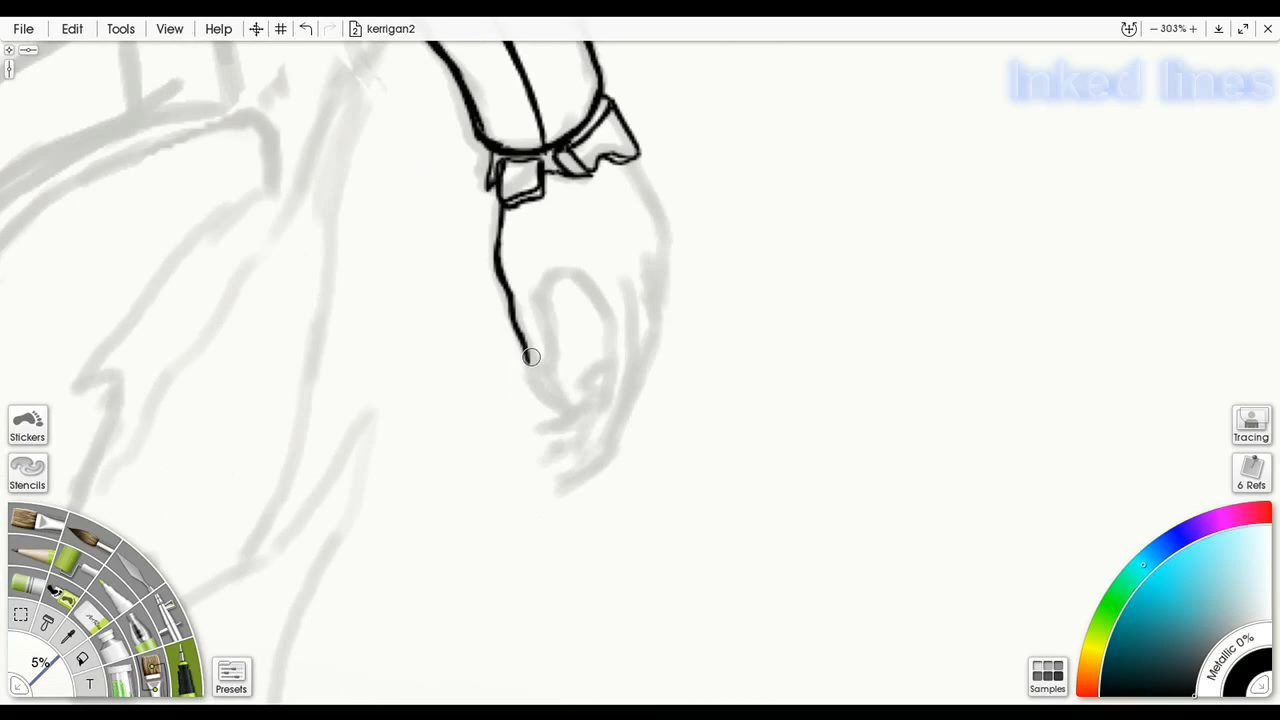 File Edit Tools View Help 2 kerrigan2 − 303% +
Inked lines
Stickers
Stencils
Tracing
6 Refs
5%
T
Presets
Samples
Metallic 0%